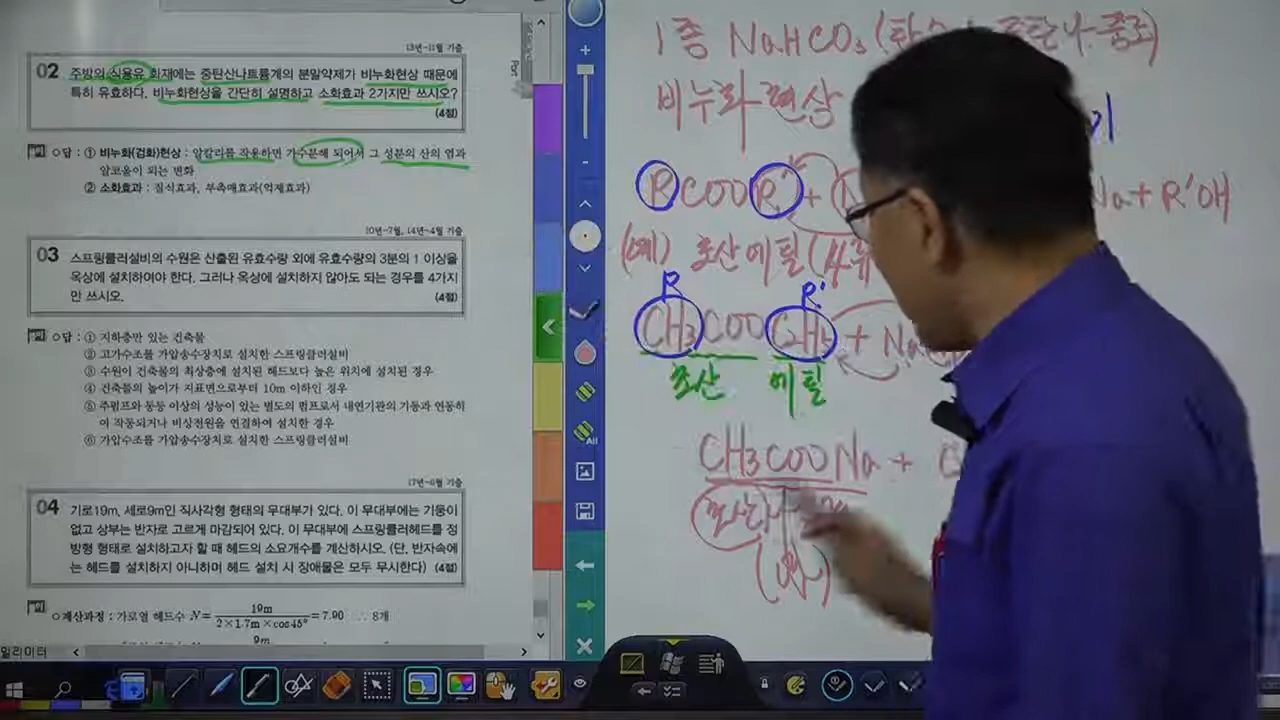 13년-11월 기출
02 주방의 식용유 화재에는 중탄산나트륨계의 분말약제가 비누화현상 때문에
특히 유효하다. 비누화현상을 간단히 설명하고 소화효과 2가지만 쓰시오?
(4점)
답 : ① 비누화(검화)현상 : 알칼리를 작용하면 가수분해 되어서 그 성분의 산의 염과
알코올이 되는 변화
② 소화효과 : 질식효과, 부촉매효과(억제효과)
10년-7월, 14년-4월 기출
03 스프링클러설비의 수원은 산출된 유효수량 외에 유효수량의 3분의 1 이상을
옥상에 설치하여야 한다. 그러나 옥상에 설치하지 않아도 되는 경우를 4가지
만 쓰시오. (4점)
답 : ① 지하층만 있는 건축물
② 고가수조를 가압송수장치로 설치한 스프링클러설비
③ 수원이 건축물의 최상층에 설치된 헤드보다 높은 위치에 설치된 경우
④ 건축물의 높이가 지표면으로부터 10m 이하인 경우
⑤ 주펌프와 동등 이상의 성능이 있는 별도의 펌프로서 내연기관의 기동과 연동하
여 작동되거나 비상전원을 연결하여 설치한 경우
⑥ 가압수조를 가압송수장치로 설치한 스프링클러설비
17년-6월 기출
04 가로19m, 세로9m인 직사각형 형태의 무대부가 있다. 이 무대부에는 기둥이
없고 상부는 반자로 고르게 마감되어 있다. 이 무대부에 스프링클러헤드를 정
방형 형태로 설치하고자 할 때 헤드의 소요개수를 계산하시오. (단, 반자속에
는 헤드를 설치하지 아니하며 헤드 설치 시 장애물은 모두 무시한다) (4점)
계산과정 : 가로열 헤드수 N = 19m / 2×1.7m×cos45° = 7.90 ∴ 8개
9m
밀리미터
All
1종 NaHCO₃
비누화현상
RCOOR' +
Na + R'OH
(예) 초산에틸(4류
R R'
CH₃COOC₂H₅ + Na
초산 에틸
CH3COONa +
초산
(염)